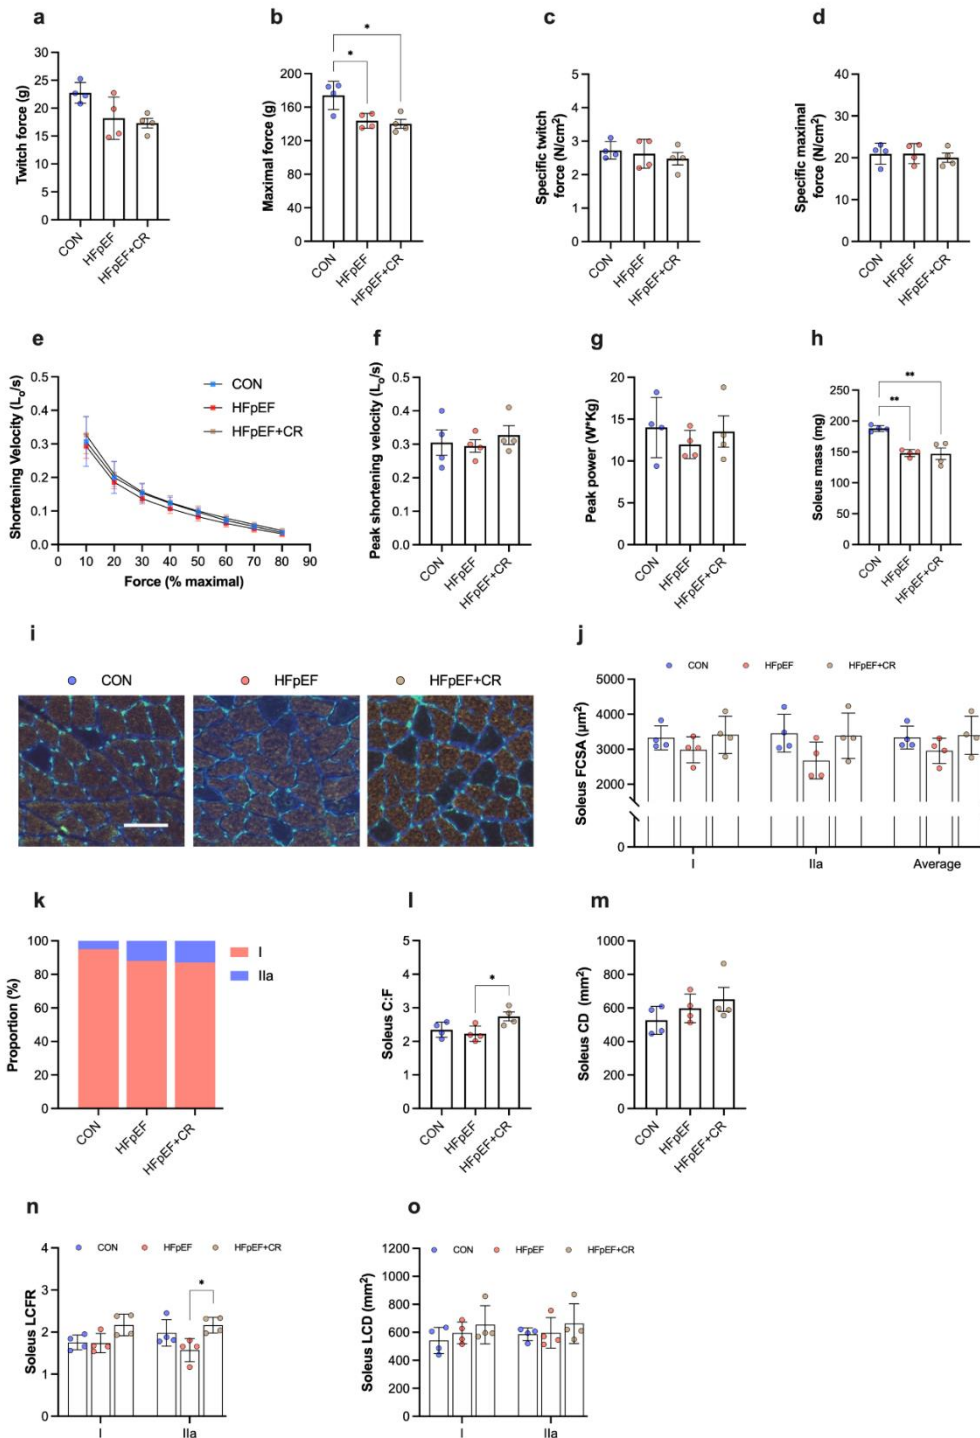 a
b
c
d
Twitch force (g)
30
25
20
15
10
5
0
CON
HFpEF
HFpEF+CR
Maximal force (g)
*
*
200
170
140
110
80
0
CON
HFpEF
HFpEF+CR
Specific twitch
force (N/cm²)
5
4
3
2
1
0
CON
HFpEF
HFpEF+CR
Specific maximal
force (N/cm²)
40
30
20
10
0
CON
HFpEF
HFpEF+CR
e
f
g
h
Shortening Velocity (Lₒ/s)
0.5
0.4
0.3
0.2
0.1
0.0
0 10 20 30 40 50 60 70 80 90
Force (% maximal)
CON
HFpEF
HFpEF+CR
Peak shortening velocity (Lₒ/s)
0.5
0.4
0.3
0.2
0.1
0.0
CON
HFpEF
HFpEF+CR
Peak power (W*Kg)
20
15
10
5
0
CON
HFpEF
HFpEF+CR
Soleus mass (mg)
**
**
250
200
150
100
50
0
CON
HFpEF
HFpEF+CR
i
j
CON
HFpEF
HFpEF+CR
CON
HFpEF
HFpEF+CR
Soleus FCSA (µm²)
5000
4000
3000
2000
0
I
IIa
Average
k
l
m
Proportion (%)
100
80
60
40
20
0
CON
HFpEF
HFpEF+CR
I
IIa
Soleus C:F
*
5
4
3
2
1
0
CON
HFpEF
HFpEF+CR
Soleus CD (mm²)
1000
800
600
400
200
0
CON
HFpEF
HFpEF+CR
n
o
CON
HFpEF
HFpEF+CR
Soleus LCFR
*
4
3
2
1
0
I
IIa
CON
HFpEF
HFpEF+CR
Soleus LCD (mm²)
1200
1000
800
600
400
200
0
I
IIa